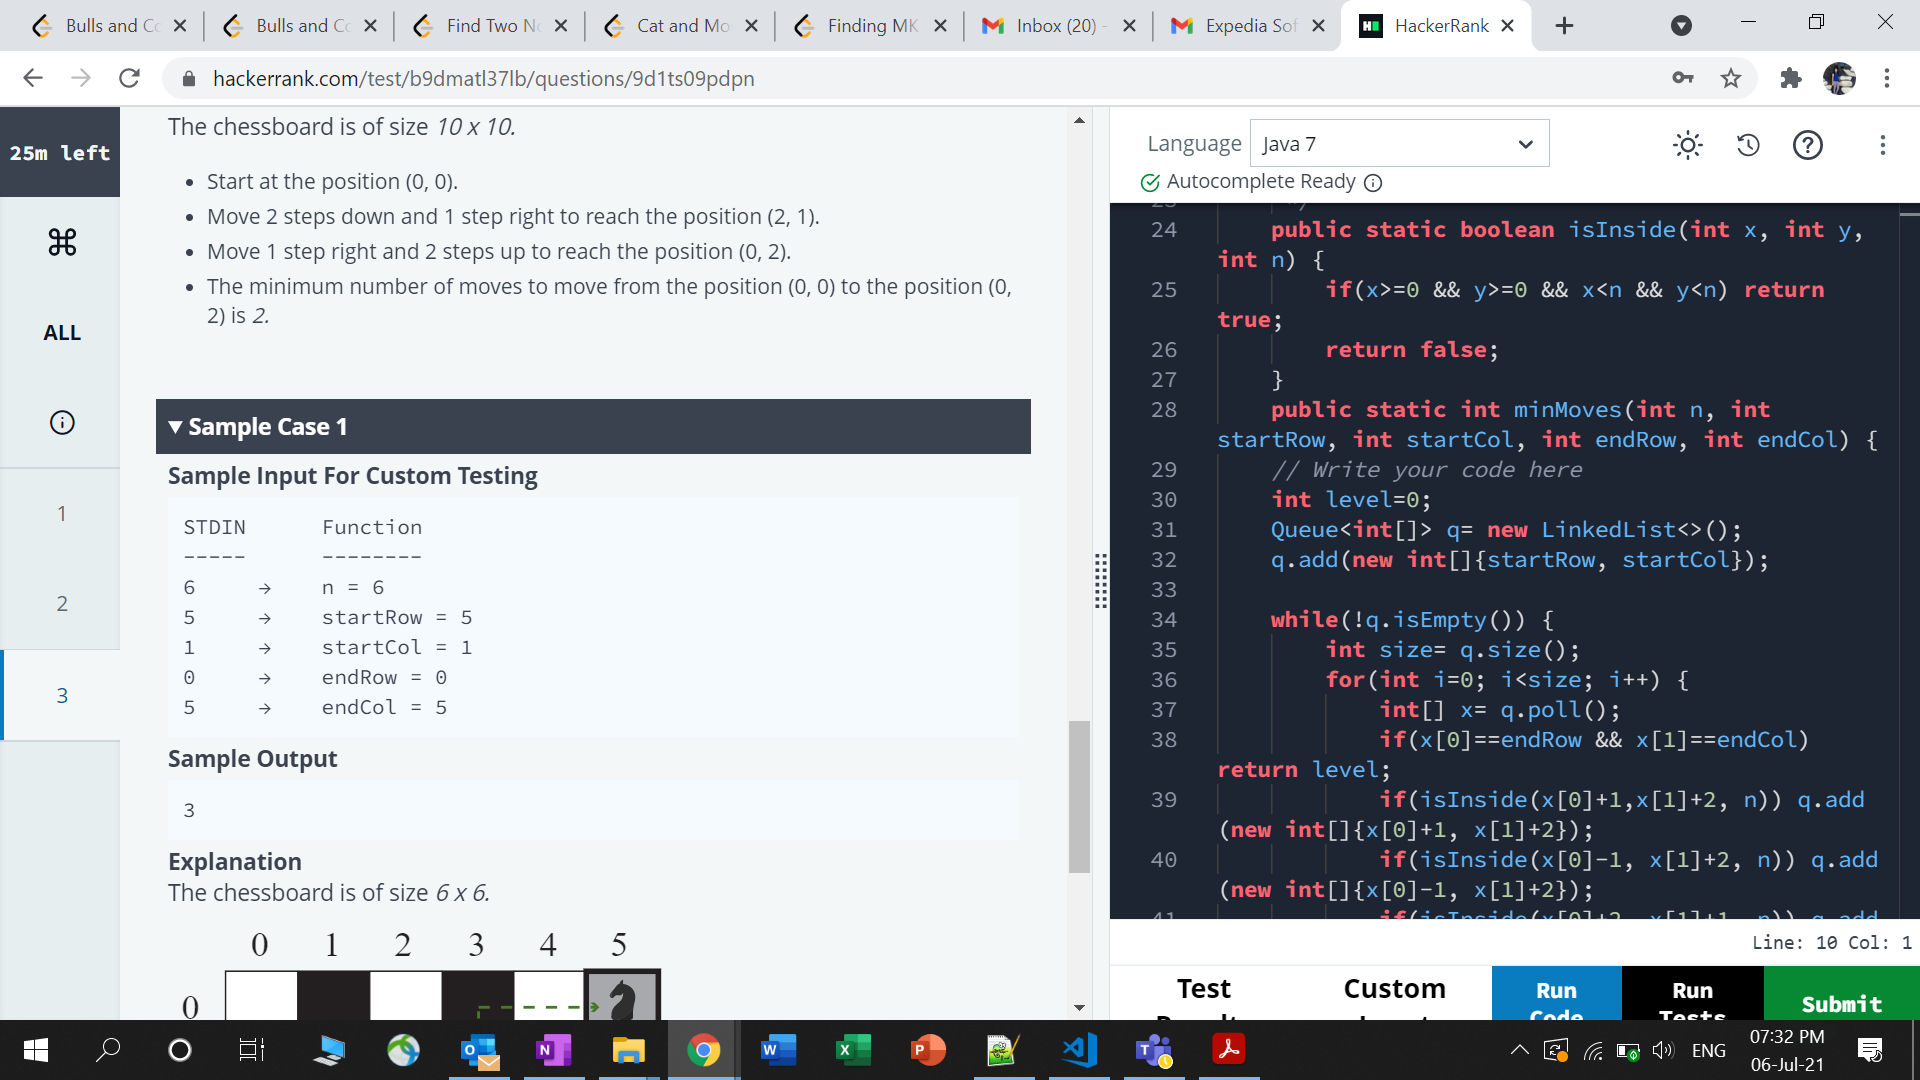 Bulls and Co
Bulls and Co
Find Two No
Cat and Mo
Finding MK
Inbox (20) -
Expedia Sof
HackerRank
hackerrank.com/test/b9dmatl37lb/questions/9d1ts09pdpn
25m left
ALL
1
2
3
The chessboard is of size 10 x 10.
• Start at the position (0, 0).
• Move 2 steps down and 1 step right to reach the position (2, 1).
• Move 1 step right and 2 steps up to reach the position (0, 2).
• The minimum number of moves to move from the position (0, 0) to the position (0,
2) is 2.
▼ Sample Case 1
Sample Input For Custom Testing
STDIN Function
----- --------
6 → n = 6
5 → startRow = 5
1 → startCol = 1
0 → endRow = 0
5 → endCol = 5
Sample Output
3
Explanation
The chessboard is of size 6 x 6.
0 1 2 3 4 5
0
Language Java 7
Autocomplete Ready
24 public static boolean isInside(int x, int y,
int n) {
25 if(x>=0 && y>=0 && x<n && y<n) return
true;
26 return false;
27 }
28 public static int minMoves(int n, int
startRow, int startCol, int endRow, int endCol) {
29 // Write your code here
30 int level=0;
31 Queue<int[]> q= new LinkedList<>();
32 q.add(new int[]{startRow, startCol});
33
34 while(!q.isEmpty()) {
35 int size= q.size();
36 for(int i=0; i<size; i++) {
37 int[] x= q.poll();
38 if(x[0]==endRow && x[1]==endCol)
return level;
39 if(isInside(x[0]+1,x[1]+2, n)) q.add
(new int[]{x[0]+1, x[1]+2});
40 if(isInside(x[0]-1, x[1]+2, n)) q.add
(new int[]{x[0]-1, x[1]+2});
41 if(isInside(x[0]+2, x[1]+1, n)) q.add
Line: 10 Col: 1
Test
Custom
Run
Code
Run
Tests
Submit
ENG
07:32 PM
06-Jul-21